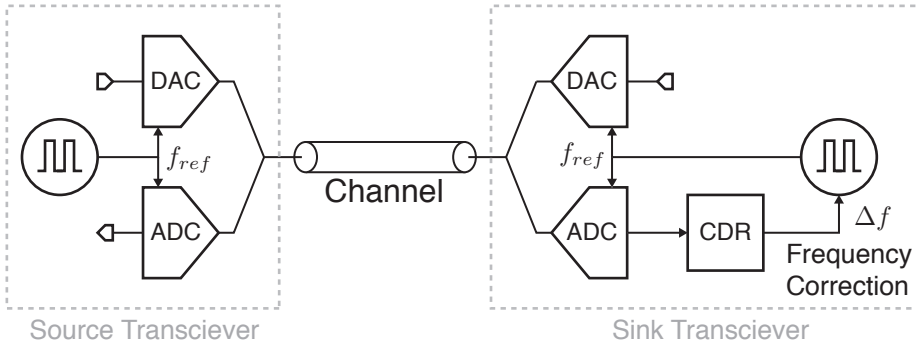 DAC
f_ref
ADC
Source Transciever
Channel
DAC
f_ref
ADC
CDR
Δf
Frequency
Correction
Sink Transciever